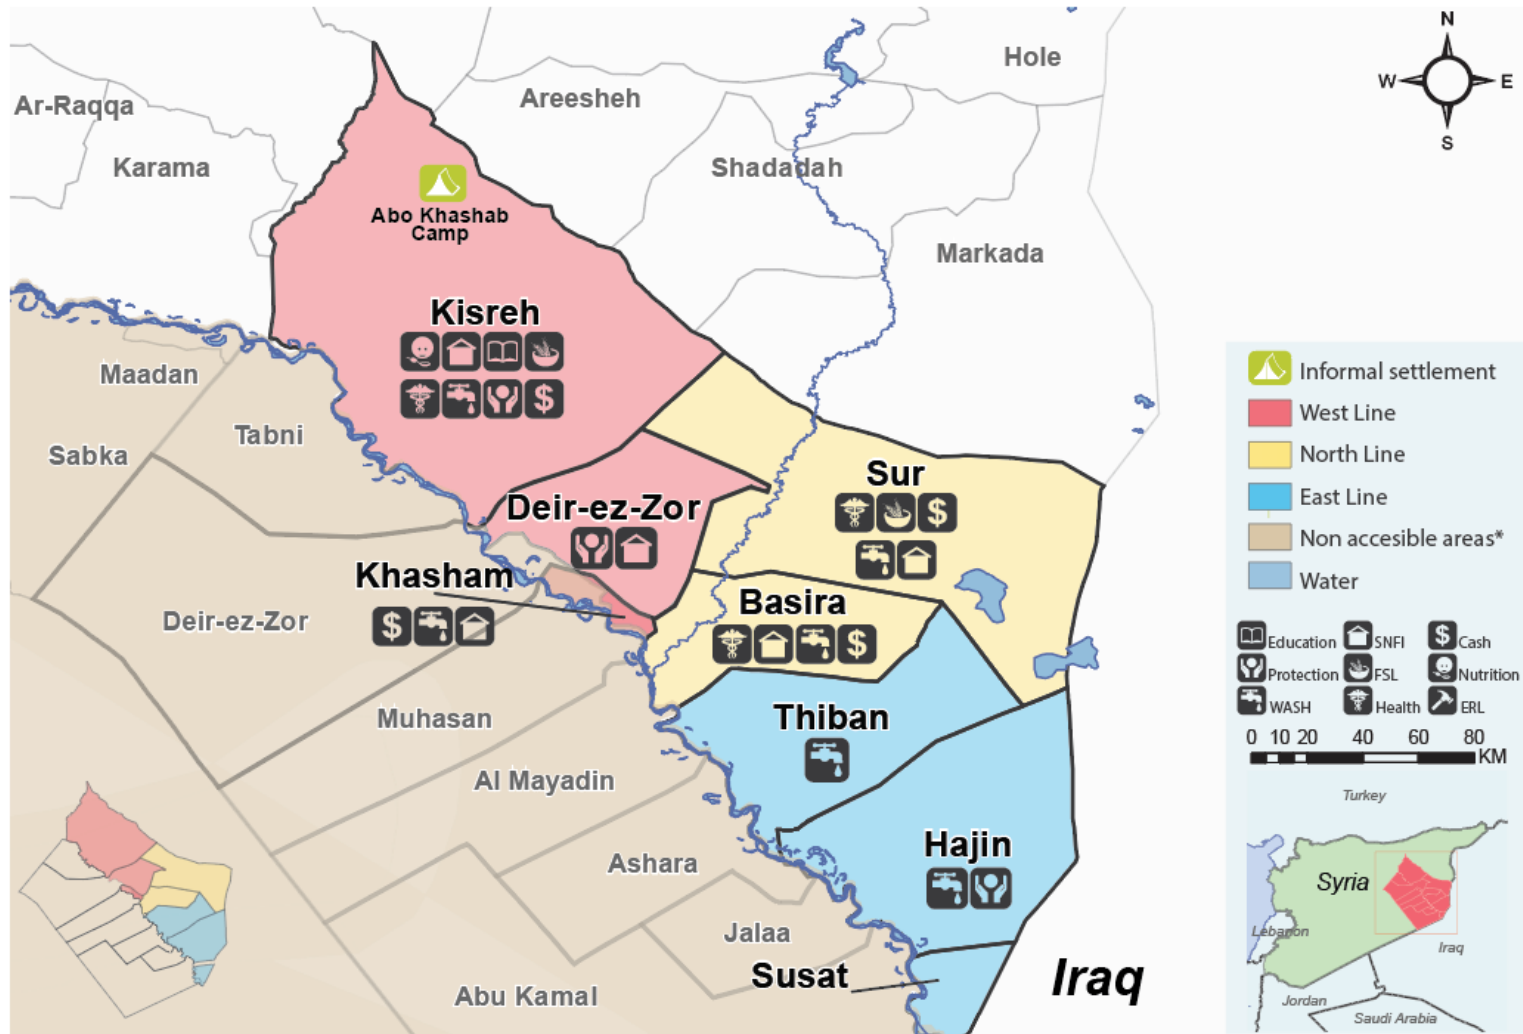 N
W
E
S
Hole
Areesheh
Ar-Raqqa
Karama
Shadadah
Abo Khashab
Camp
Markada
Kisreh
Maadan
Tabni
Sabka
Sur
Deir-ez-Zor
Khasham
Basira
Deir-ez-Zor
Muhasan
Thiban
Al Mayadin
Hajin
Ashara
Jalaa
Susat
Abu Kamal
Iraq
Informal settlement
West Line
North Line
East Line
Non accesible areas*
Water
Education SNFI Cash
Protection FSL Nutrition
WASH Health ERL
0 10 20 40 60 80
KM
Turkey
Syria
Lebanon
Iraq
Jordan
Saudi Arabia